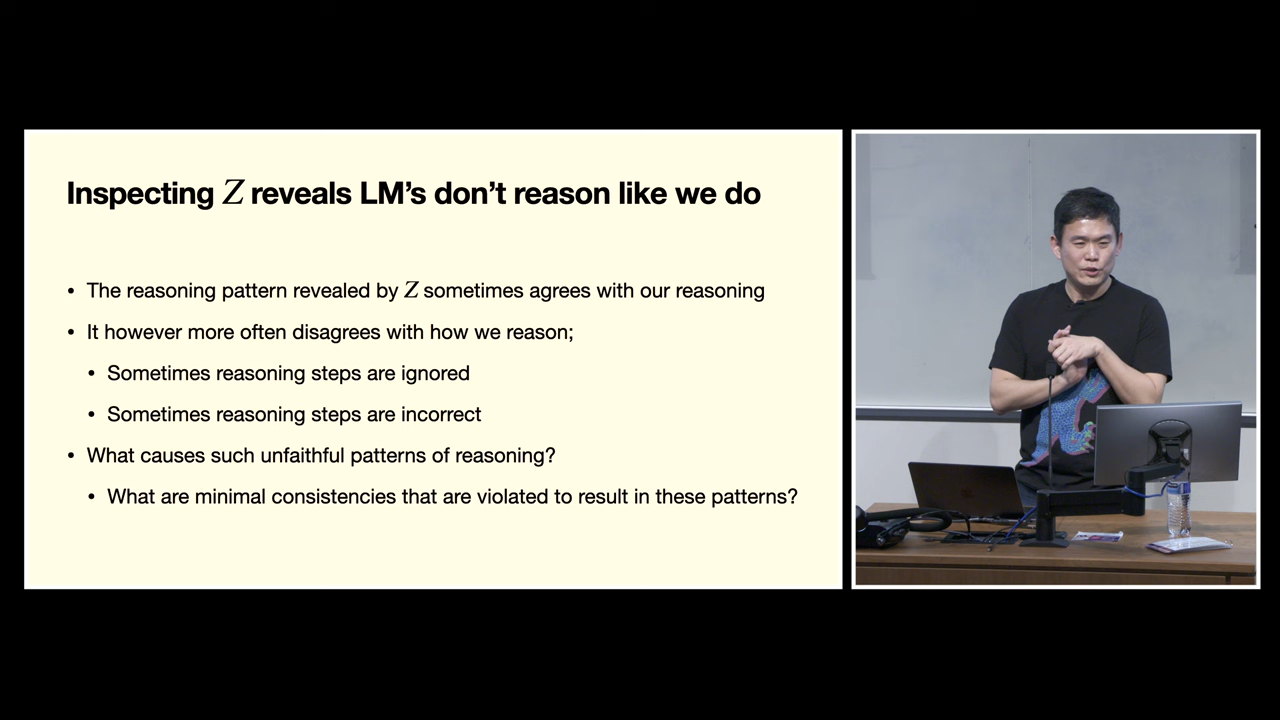 Inspecting Z reveals LM's don't reason like we do
• The reasoning pattern revealed by Z sometimes agrees with our reasoning
• It however more often disagrees with how we reason;
• Sometimes reasoning steps are ignored
• Sometimes reasoning steps are incorrect
• What causes such unfaithful patterns of reasoning?
• What are minimal consistencies that are violated to result in these patterns?